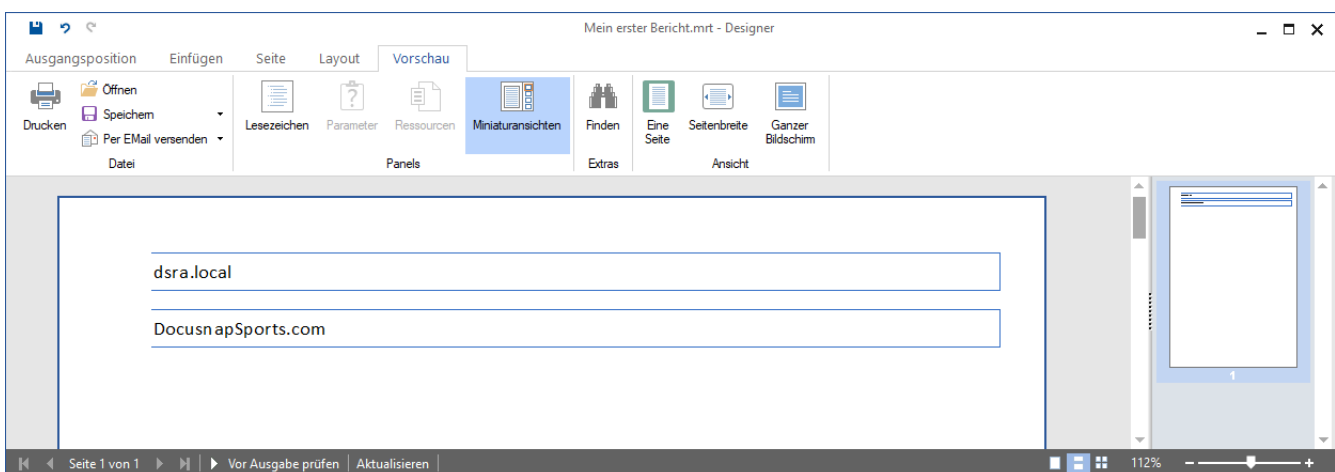 Mein erster Bericht.mrt - Designer
Ausgangsposition Einfügen Seite Layout Vorschau
Drucken
Öffnen
Speichern
Per EMail versenden
Datei
Lesezeichen Parameter Ressourcen Miniaturansichten
Panels
Finden
Extras
Eine Seite Seitenbreite Ganzer Bildschim
Ansicht
dsra.local
DocusnapSports.com
1
Seite 1 von 1 Vor Ausgabe prüfen Aktualisieren 112%